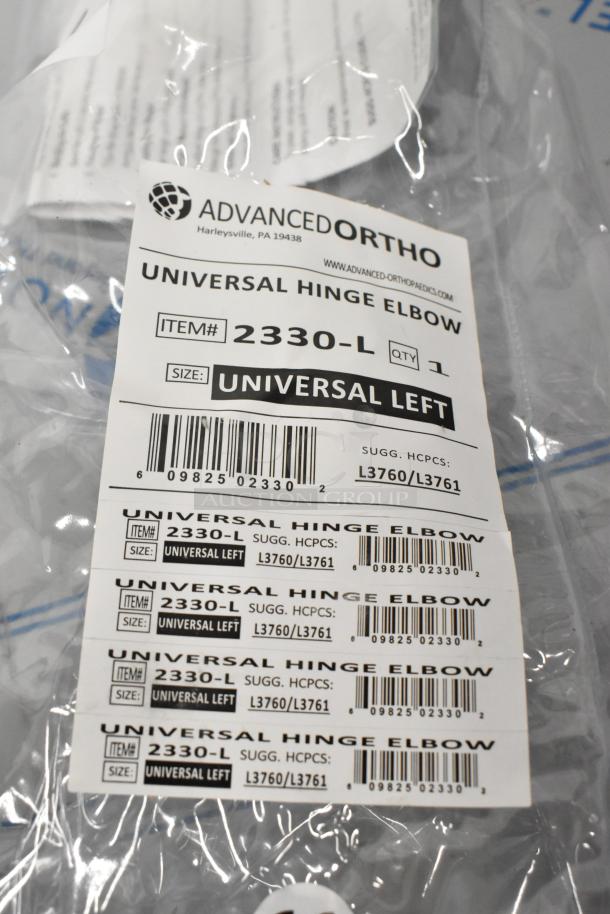 ADVANCEDORTHO
Harleysville, PA 19438
WWW.ADVANCED-ORTHOPAEDICS.COM
UNIVERSAL HINGE ELBOW
ITEM# 2330-L QTY 1
SIZE: UNIVERSAL LEFT
SUGG. HCPCS:
L3760/L3761
6 09825 02330 2
AUCTION GROUP
UNIVERSAL HINGE ELBOW
ITEM# 2330-L SUGG. HCPCS:
SIZE: UNIVERSAL LEFT L3760/L3761
6 09825 02330 2
UNIVERSAL HINGE ELBOW
ITEM# 2330-L SUGG. HCPCS:
SIZE: UNIVERSAL LEFT L3760/L3761
6 09825 02330 2
UNIVERSAL HINGE ELBOW
ITEM# 2330-L SUGG. HCPCS:
SIZE: UNIVERSAL LEFT L3760/L3761
6 09825 02330 2
UNIVERSAL HINGE ELBOW
ITEM# 2330-L SUGG. HCPCS:
SIZE: UNIVERSAL LEFT L3760/L3761
6 09825 02330 2